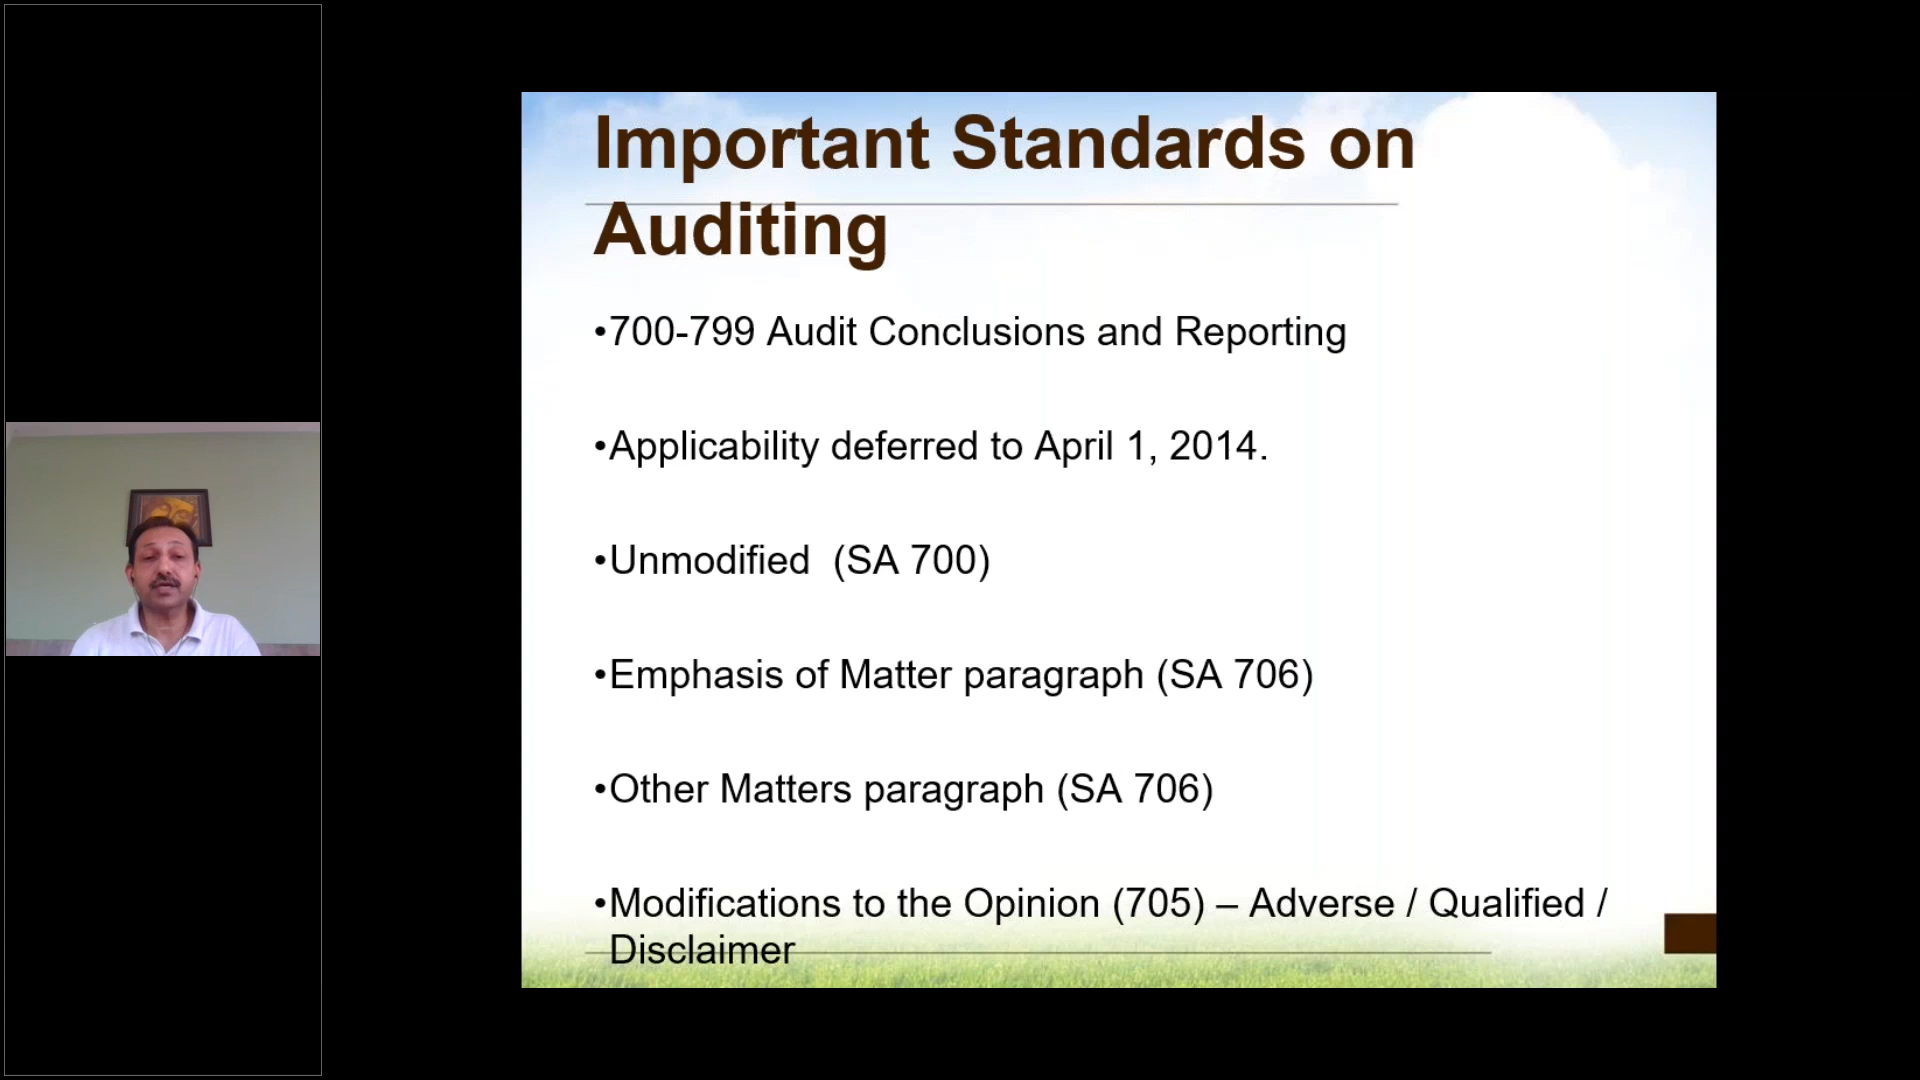 Important Standards on
Auditing
•700-799 Audit Conclusions and Reporting
•Applicability deferred to April 1, 2014.
•Unmodified  (SA 700)
•Emphasis of Matter paragraph (SA 706)
•Other Matters paragraph (SA 706)
•Modifications to the Opinion (705) – Adverse / Qualified /
Disclaimer